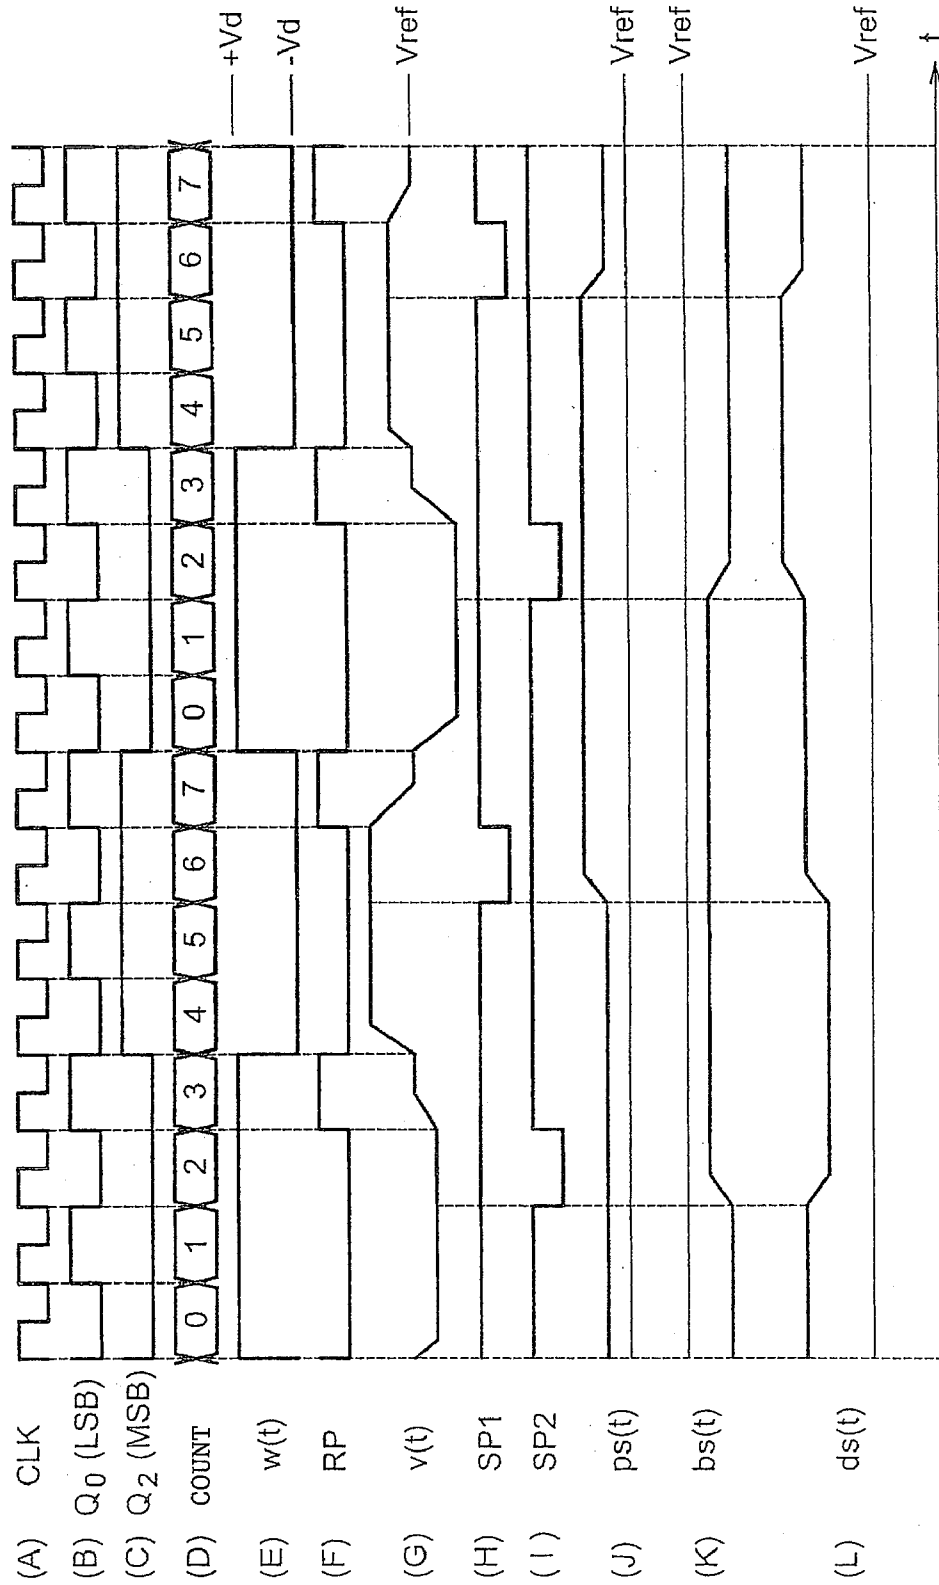 (A) CLK
(B) Q0 (LSB)
(C) Q2 (MSB)
(D) COUNT 0 1 2 3 4 5 6 7 0 1 2 3 4 5 6 7
(E) w(t) +Vd -Vd
(F) RP
(G) v(t) Vref
(H) SP1
(I) SP2
(J) ps(t) Vref
(K) bs(t) Vref
(L) ds(t) Vref
t